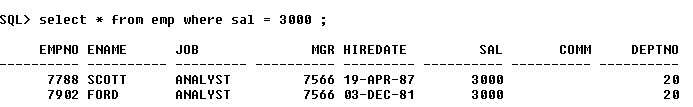 SQL> select * from emp where sal = 3000 ;
EMPNO ENAME JOB MGR HIREDATE SAL COMM DEPTNO
---------- ---------- --------- ---------- --------- ---------- ---------- ----------
7788 SCOTT ANALYST 7566 19-APR-87 3000 20
7902 FORD ANALYST 7566 03-DEC-81 3000 20